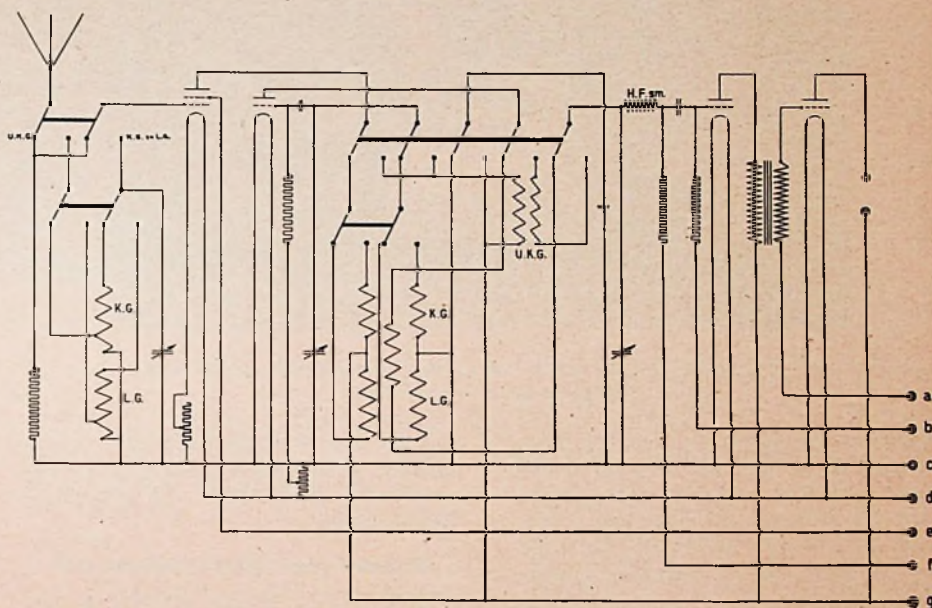 H.F. sm.
U.K.G.
K.G. en L.G.
U.K.G.
K.G.
K.G.
L.G.
L.G.
a
b
c
d
e
f
g